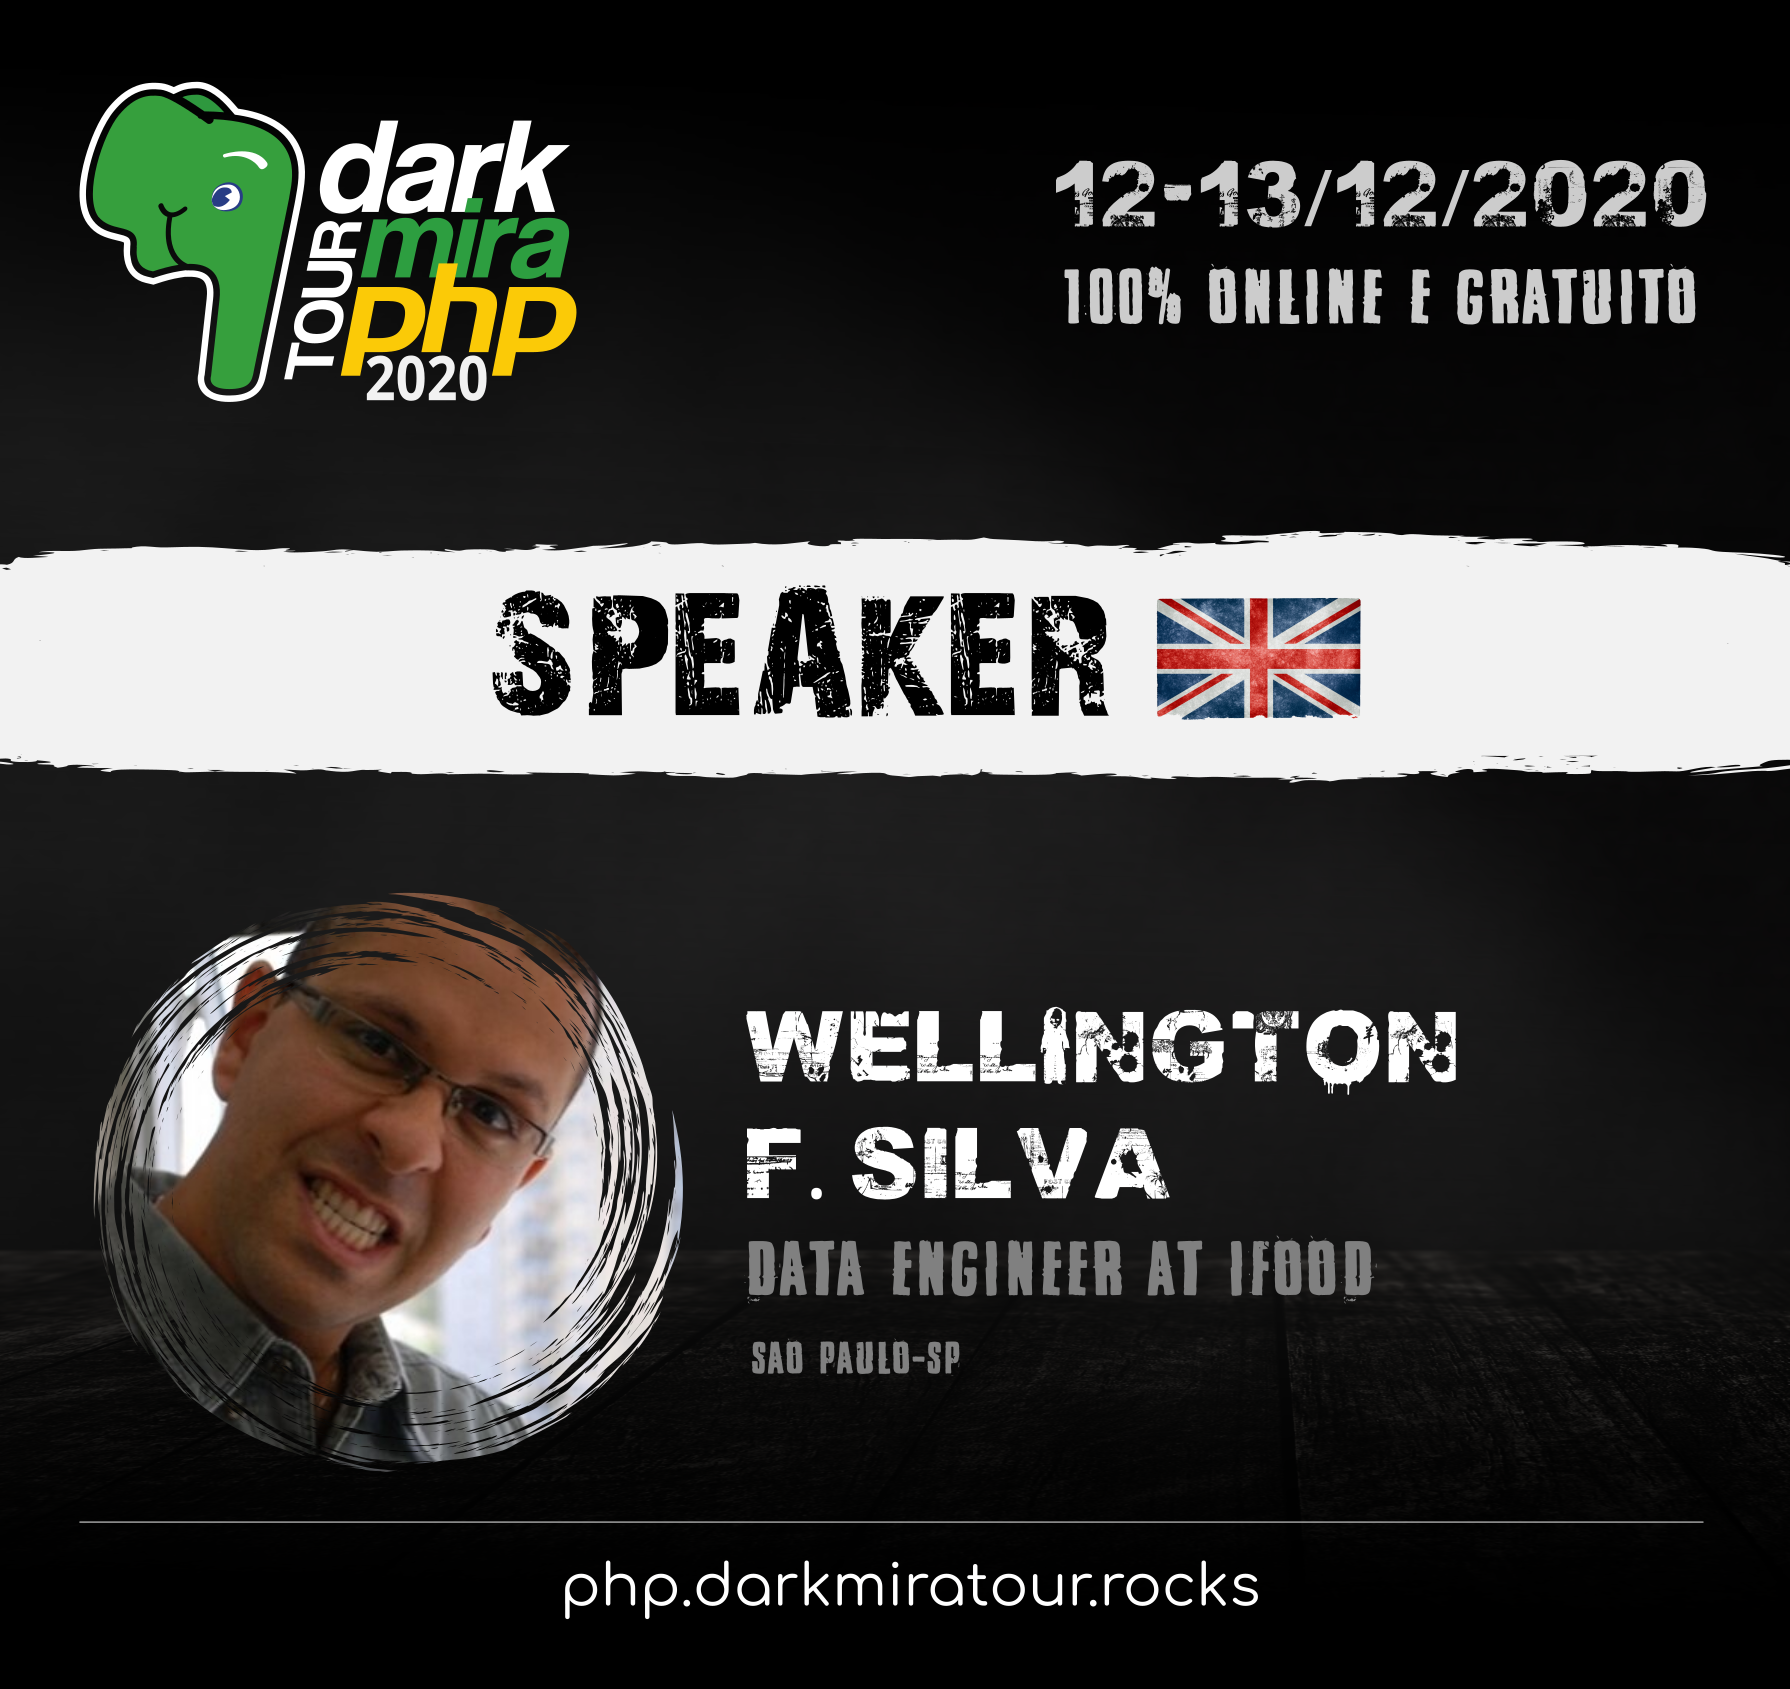 dark
mira
TOUR
php
2020
12-13/12/2020
100% ONLINE E GRATUITO
SPEAKER
WELLINGTON
F. SILVA
DATA ENGINEER AT IFOOD
SAO PAULO-SP
php.darkmiratour.rocks